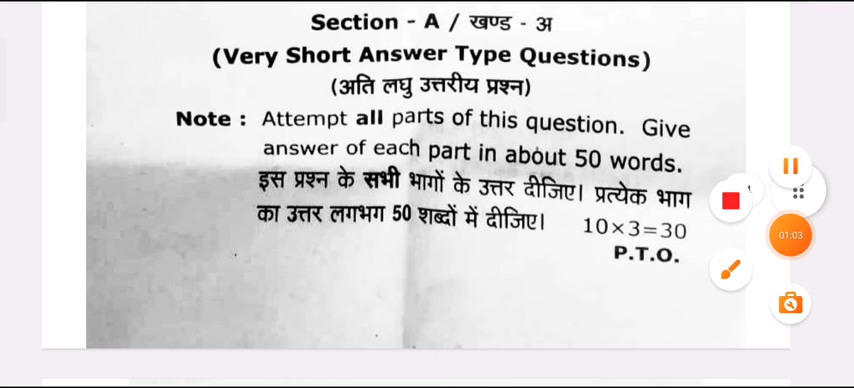 Section - A / खण्ड - अ
(Very Short Answer Type Questions)
(अति लघु उत्तरीय प्रश्न)
Note : Attempt all parts of this question. Give
answer of each part in about 50 words.
इस प्रश्न के सभी भागों के उत्तर दीजिए। प्रत्येक भाग
का उत्तर लगभग 50 शब्दों में दीजिए। 10×3=30
P.T.O.
01:03